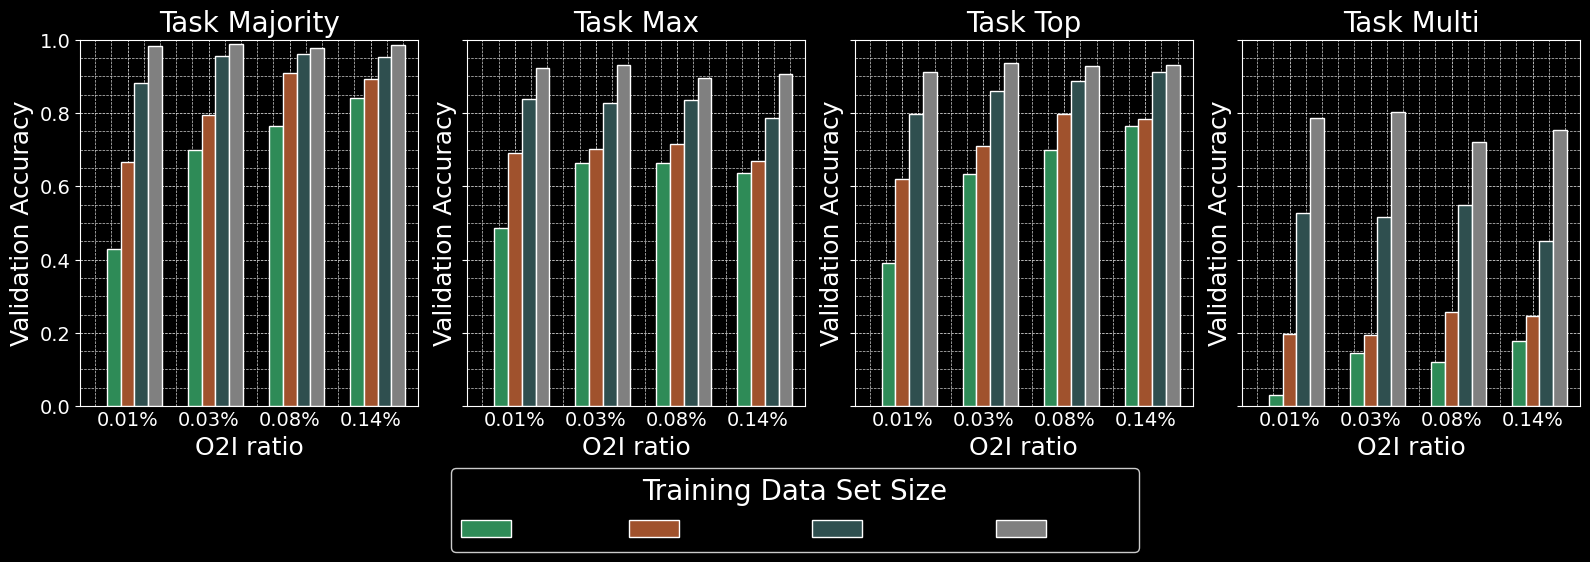 Task Majority
Task Max
Task Top
Task Multi
Validation Accuracy
1.0
0.8
0.6
0.4
0.2
0.0
0.01%
0.03%
0.08%
0.14%
O2I ratio
Validation Accuracy
0.01%
0.03%
0.08%
0.14%
O2I ratio
Validation Accuracy
0.01%
0.03%
0.08%
0.14%
O2I ratio
Validation Accuracy
0.01%
0.03%
0.08%
0.14%
O2I ratio
Training Data Set Size